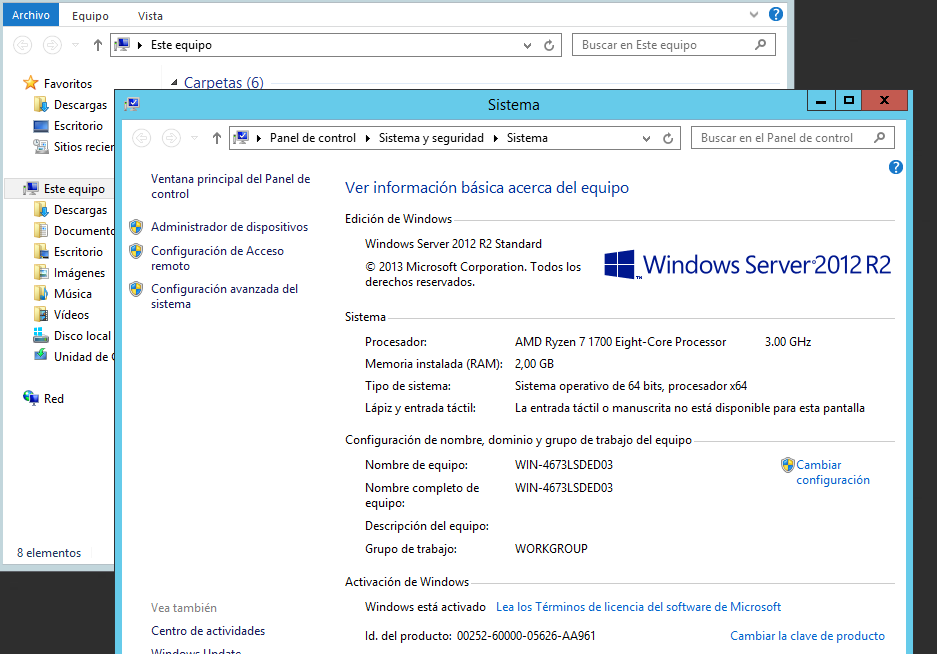 Archivo Equipo Vista
Este equipo
Buscar en Este equipo
Favoritos
Descargas
Escritorio
Sitios recien
Este equipo
Descargas
Documento
Escritorio
Imágenes
Música
Vídeos
Disco local
Unidad de
Red
8 elementos
Carpetas (6)
Sistema
Panel de control Sistema y seguridad Sistema
Buscar en el Panel de control
Ventana principal del Panel de
control
Administrador de dispositivos
Configuración de Acceso
remoto
Configuración avanzada del
sistema
Vea también
Centro de actividades
Windows Update
Ver información básica acerca del equipo
Edición de Windows
Windows Server 2012 R2 Standard
© 2013 Microsoft Corporation. Todos los
derechos reservados.
Windows Server 2012 R2
Sistema
Procesador: AMD Ryzen 7 1700 Eight-Core Processor 3.00 GHz
Memoria instalada (RAM): 2,00 GB
Tipo de sistema: Sistema operativo de 64 bits, procesador x64
Lápiz y entrada táctil: La entrada táctil o manuscrita no está disponible para esta pantalla
Configuración de nombre, dominio y grupo de trabajo del equipo
Nombre de equipo: WIN-4673LSDED03
Cambiar
configuración
Nombre completo de
equipo: WIN-4673LSDED03
Descripción del equipo:
Grupo de trabajo: WORKGROUP
Activación de Windows
Windows está activado Lea los Términos de licencia del software de Microsoft
Id. del producto: 00252-60000-05626-AA961
Cambiar la clave de producto